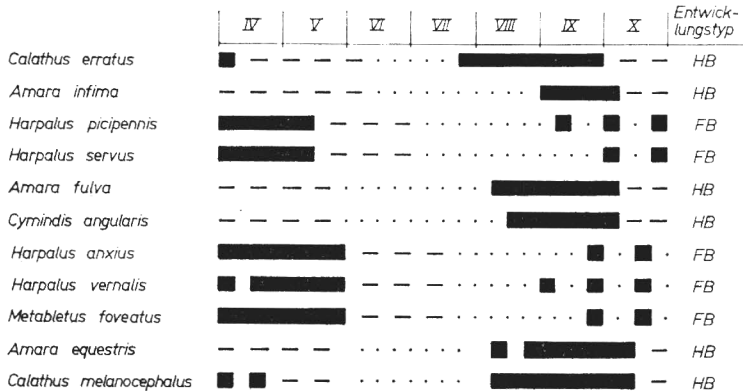 IV V VI VII VIII IX X Entwick-
lungstyp
Calathus erratus HB
Amara infima HB
Harpalus picipennis FB
Harpalus servus FB
Amara fulva HB
Cymindis angularis HB
Harpalus anxius FB
Harpalus vernalis FB
Metabletus foveatus FB
Amara equestris HB
Calathus melanocephalus HB